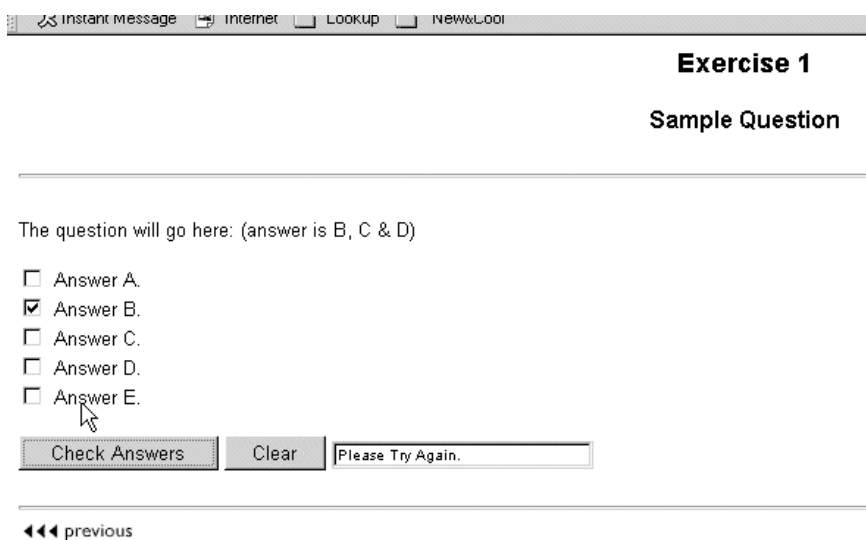 Instant Message Internet Lookup New&Cool
Exercise 1
Sample Question
The question will go here: (answer is B, C & D)
Answer A.
Answer B.
Answer C.
Answer D.
Answer E.
Check Answers Clear Please Try Again.
previous